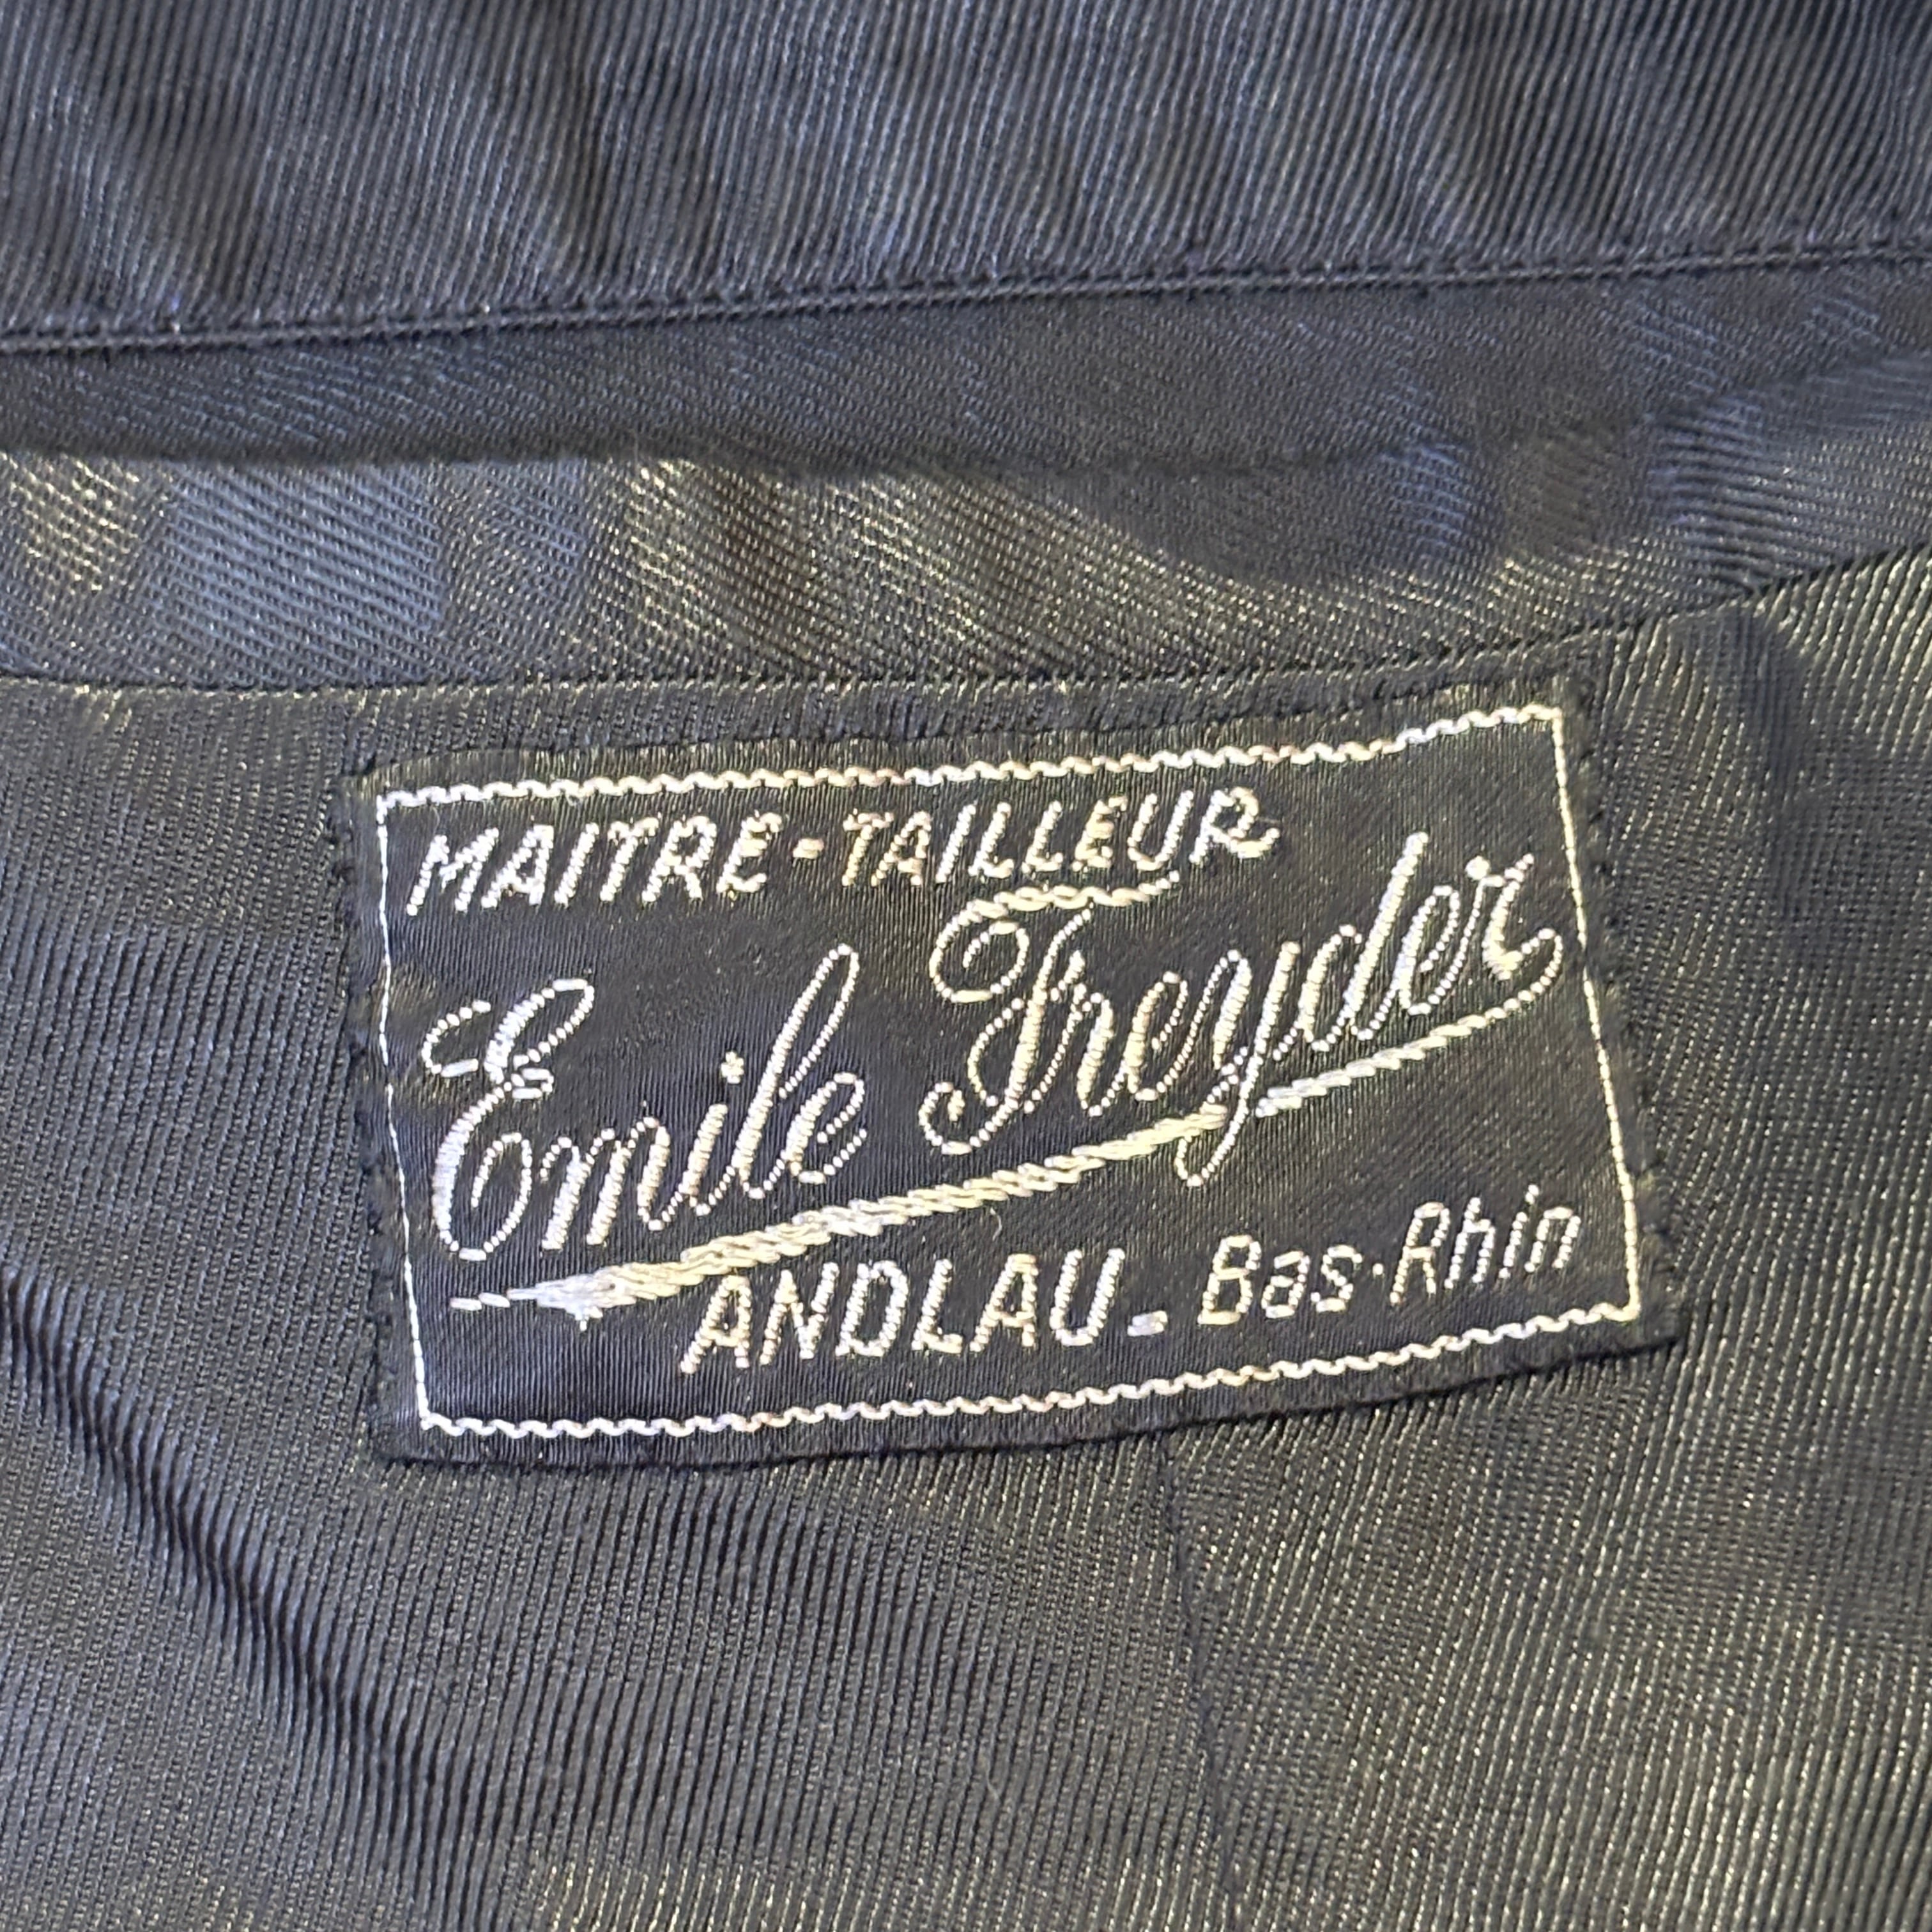 MAITRE-TAILLEUR
Emile Freyder
ANDLAU - Bas-Rhin